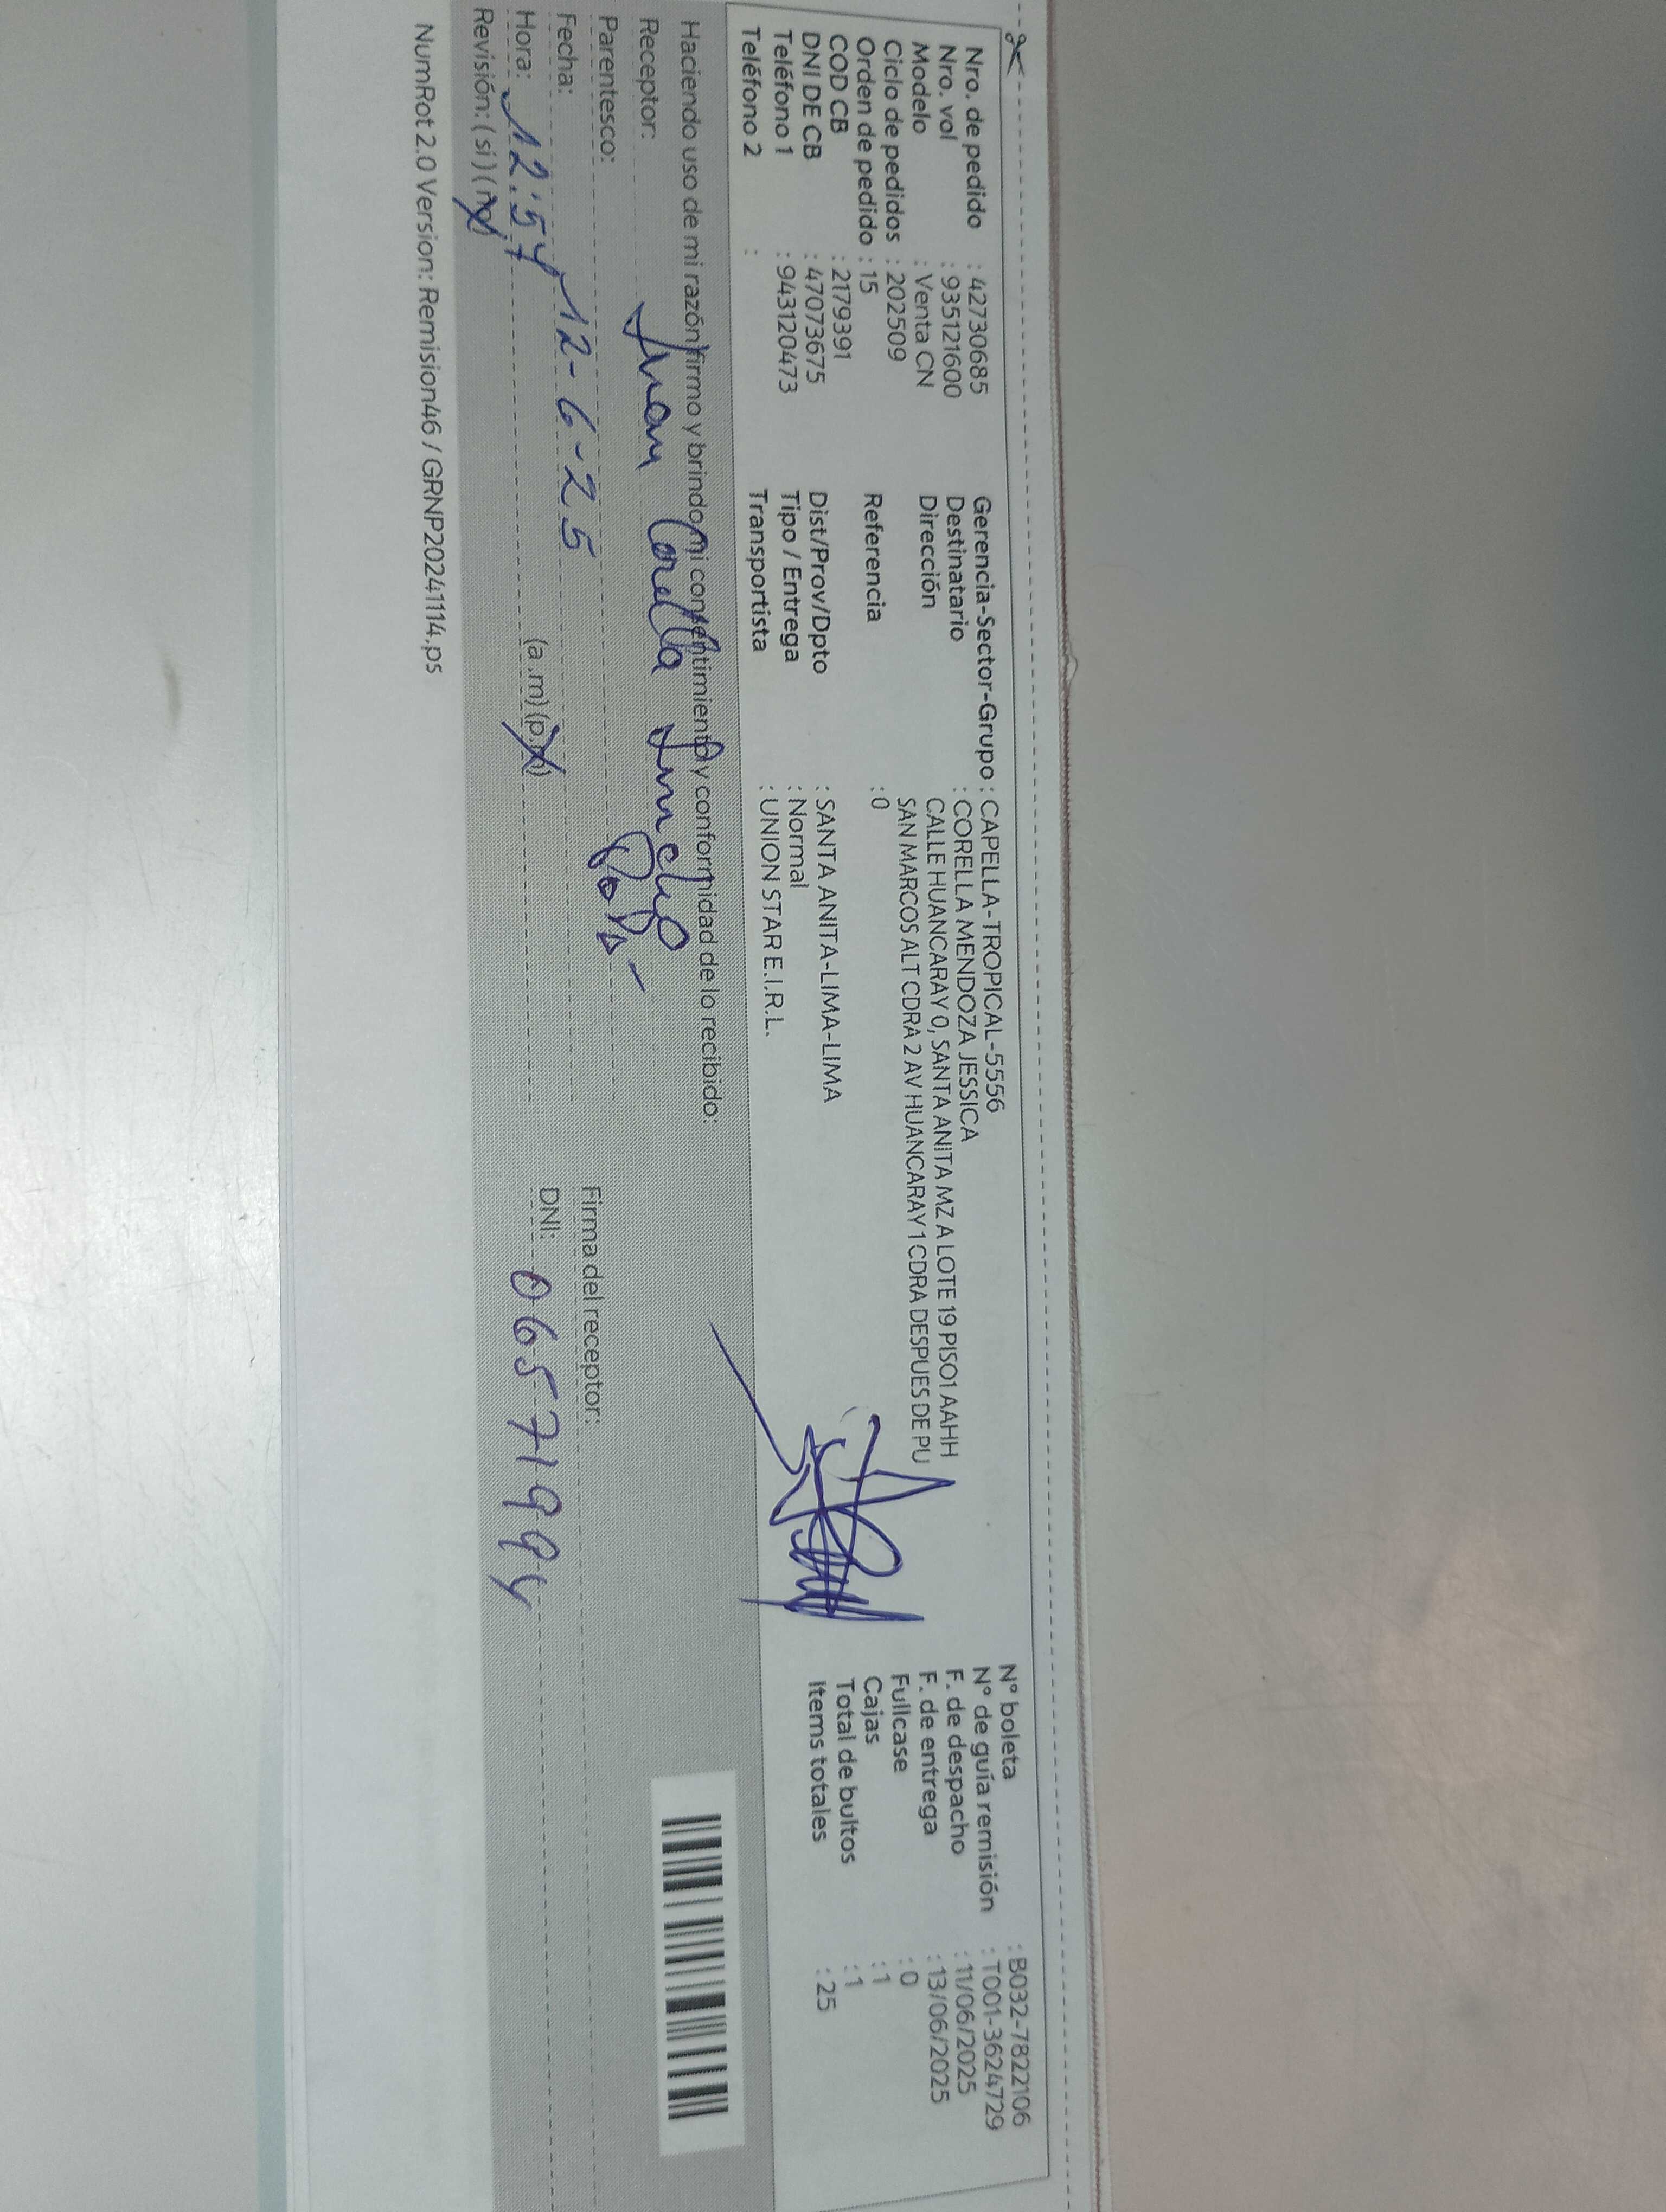 Nro. de pedido : 42730685
Nro. vol : 935121600
Modelo : Venta CN
Ciclo de pedidos : 202509
Orden de pedido : 15
COD CB : 2179391
DNI DE CB : 47073675
Teléfono 1 : 943120473
Teléfono 2 :
Gerencia-Sector-Grupo : CAPELLA-TROPICAL-5556
Destinatario : CORELLA MENDOZA JESSICA
Dirección CALLE HUANCARAY 0, SANTA ANITA MZ A LOTE 19 PISO1 AAHH
SAN MARCOS ALT CDRA 2 AV HUANCARAY 1 CDRA DESPUES DE PU
Referencia : 0
Dist/Prov/Dpto : SANTA ANITA-LIMA-LIMA
Tipo / Entrega : Normal
Transportista : UNION STAR E.I.R.L.
N° boleta : B032-7822106
N° de guía remisión : T001-3624729
F. de despacho : 11/06/2025
F. de entrega : 13/06/2025
Fullcase : 0
Cajas : 1
Total de bultos : 1
Items totales : 25
Haciendo uso de mi razón firmo y brindo mi consentimiento y conformidad de lo recibido:
Receptor: Juan Corella
Parentesco:
Fecha: 12-6-25
Hora: 12:54 (a.m) (p.m)
Revisión: (si) (no)
Firma del receptor:
DNI: 06571994
NumRot 2.0 Version: Remision46 / GRNP20241114.ps